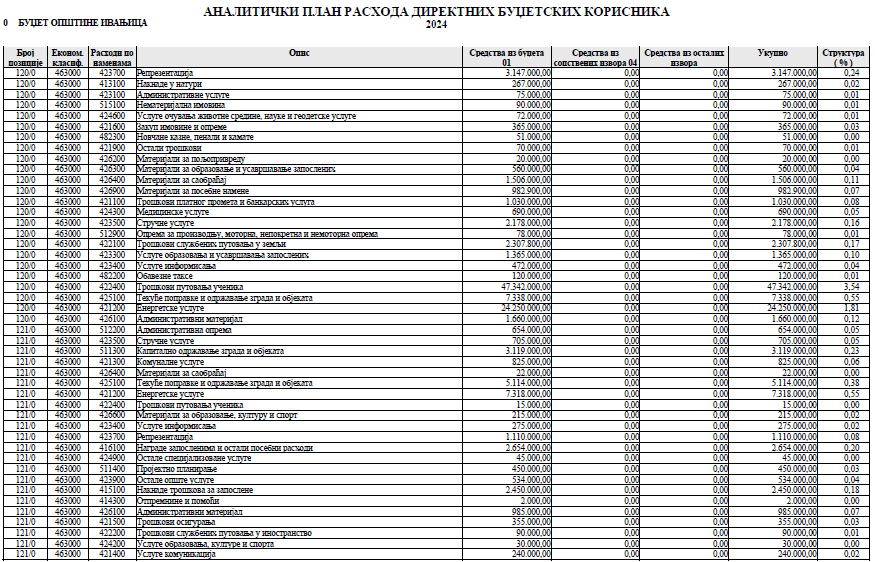 АНАЛИТИЧКИ ПЛАН РАСХОДА ДИРЕКТНИХ БУЏЕТСКИХ КОРИСНИКА
0 БУЏЕТ ОПШТИНЕ ИВАЊИЦА
2024
Број позиције Економ. класиф. Расходи по наменама Опис Средства из буџета 01 Средства из сопствених извора 04 Средства из осталих извора Укупно Структура ( % )
120/0 463000 423700 Репрезентација 3.147.000,00 0,00 0,00 3.147.000,00 0,24
120/0 463000 413100 Накнаде у натури 267.000,00 0,00 0,00 267.000,00 0,02
120/0 463000 423100 Административне услуге 75.000,00 0,00 0,00 75.000,00 0,01
120/0 463000 515100 Нематеријална имовина 90.000,00 0,00 0,00 90.000,00 0,01
120/0 463000 424600 Услуге очувања животне средине, науке и геодетске услуге 72.000,00 0,00 0,00 72.000,00 0,01
120/0 463000 421600 Закуп имовине и опреме 365.000,00 0,00 0,00 365.000,00 0,03
120/0 463000 482300 Новчане казне, пенали и камате 51.000,00 0,00 0,00 51.000,00 0,00
120/0 463000 421900 Остали трошкови 70.000,00 0,00 0,00 70.000,00 0,01
120/0 463000 426200 Материјали за пољопривреду 20.000,00 0,00 0,00 20.000,00 0,00
120/0 463000 426300 Материјали за образовање и усавршавање запослених 560.000,00 0,00 0,00 560.000,00 0,04
120/0 463000 426400 Материјали за саобраћај 1.506.000,00 0,00 0,00 1.506.000,00 0,11
120/0 463000 426900 Материјали за посебне намене 982.900,00 0,00 0,00 982.900,00 0,07
120/0 463000 421100 Трошкови платног промета и банкарских услуга 1.030.000,00 0,00 0,00 1.030.000,00 0,08
120/0 463000 424300 Медицинске услуге 690.000,00 0,00 0,00 690.000,00 0,05
120/0 463000 423500 Стручне услуге 2.178.000,00 0,00 0,00 2.178.000,00 0,16
120/0 463000 512900 Опрема за производњу, моторна, непокретна и немоторна опрема 78.000,00 0,00 0,00 78.000,00 0,01
120/0 463000 422100 Трошкови службених путовања у земљи 2.307.800,00 0,00 0,00 2.307.800,00 0,17
120/0 463000 423300 Услуге образовања и усавршавања запослених 1.365.000,00 0,00 0,00 1.365.000,00 0,10
120/0 463000 423400 Услуге информисања 472.000,00 0,00 0,00 472.000,00 0,04
120/0 463000 482200 Обавезне таксе 120.000,00 0,00 0,00 120.000,00 0,01
120/0 463000 422400 Трошкови путовања ученика 47.342.000,00 0,00 0,00 47.342.000,00 3,54
120/0 463000 425100 Текуће поправке и одржавање зграда и објеката 7.338.000,00 0,00 0,00 7.338.000,00 0,55
120/0 463000 421200 Енергетске услуге 24.250.000,00 0,00 0,00 24.250.000,00 1,81
120/0 463000 426100 Административни материјал 1.660.000,00 0,00 0,00 1.660.000,00 0,12
121/0 463000 512200 Административна опрема 654.000,00 0,00 0,00 654.000,00 0,05
121/0 463000 423500 Стручне услуге 705.000,00 0,00 0,00 705.000,00 0,05
121/0 463000 511300 Капитално одржавање зграда и објеката 3.119.000,00 0,00 0,00 3.119.000,00 0,23
121/0 463000 421300 Комуналне услуге 825.000,00 0,00 0,00 825.000,00 0,06
121/0 463000 426400 Материјали за саобраћај 22.000,00 0,00 0,00 22.000,00 0,00
121/0 463000 425100 Текуће поправке и одржавање зграда и објеката 5.114.000,00 0,00 0,00 5.114.000,00 0,38
121/0 463000 421200 Енергетске услуге 7.318.000,00 0,00 0,00 7.318.000,00 0,55
121/0 463000 422400 Трошкови путовања ученика 15.000,00 0,00 0,00 15.000,00 0,00
121/0 463000 426600 Материјали за образовање, културу и спорт 215.000,00 0,00 0,00 215.000,00 0,02
121/0 463000 423400 Услуге информисања 275.000,00 0,00 0,00 275.000,00 0,02
121/0 463000 423700 Репрезентација 1.110.000,00 0,00 0,00 1.110.000,00 0,08
121/0 463000 416100 Награде запосленима и остали посебни расходи 2.654.000,00 0,00 0,00 2.654.000,00 0,20
121/0 463000 424900 Остале специјализоване услуге 45.000,00 0,00 0,00 45.000,00 0,00
121/0 463000 511400 Пројектно планирање 450.000,00 0,00 0,00 450.000,00 0,03
121/0 463000 423900 Остале опште услуге 534.000,00 0,00 0,00 534.000,00 0,04
121/0 463000 415100 Накнаде трошкова за запослене 2.450.000,00 0,00 0,00 2.450.000,00 0,18
121/0 463000 414300 Отпремнине и помоћи 2.000,00 0,00 0,00 2.000,00 0,00
121/0 463000 426100 Административни материјал 985.000,00 0,00 0,00 985.000,00 0,07
121/0 463000 421500 Трошкови осигурања 355.000,00 0,00 0,00 355.000,00 0,03
121/0 463000 422200 Трошкови службених путовања у иностранство 90.000,00 0,00 0,00 90.000,00 0,01
121/0 463000 424200 Услуге образовања, културе и спорта 30.000,00 0,00 0,00 30.000,00 0,00
121/0 463000 421400 Услуге комуникација 240.000,00 0,00 0,00 240.000,00 0,02